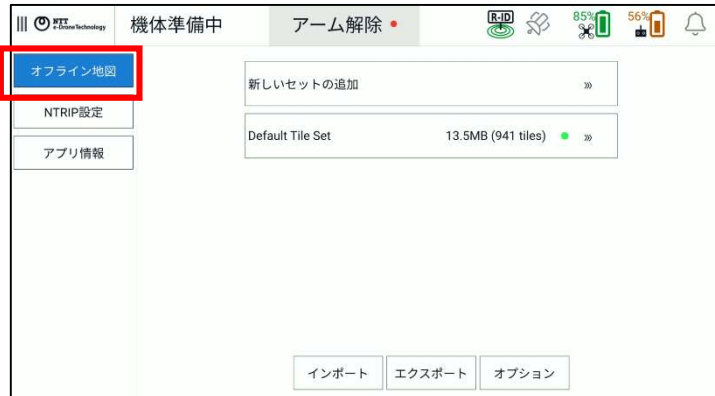 NTT
e-Drone Technology
機体準備中
アーム解除
R-ID
85%
56%
オフライン地図
NTRIP設定
アプリ情報
新しいセットの追加 »
Default Tile Set 13.5MB (941 tiles) »
インポート エクスポート オプション